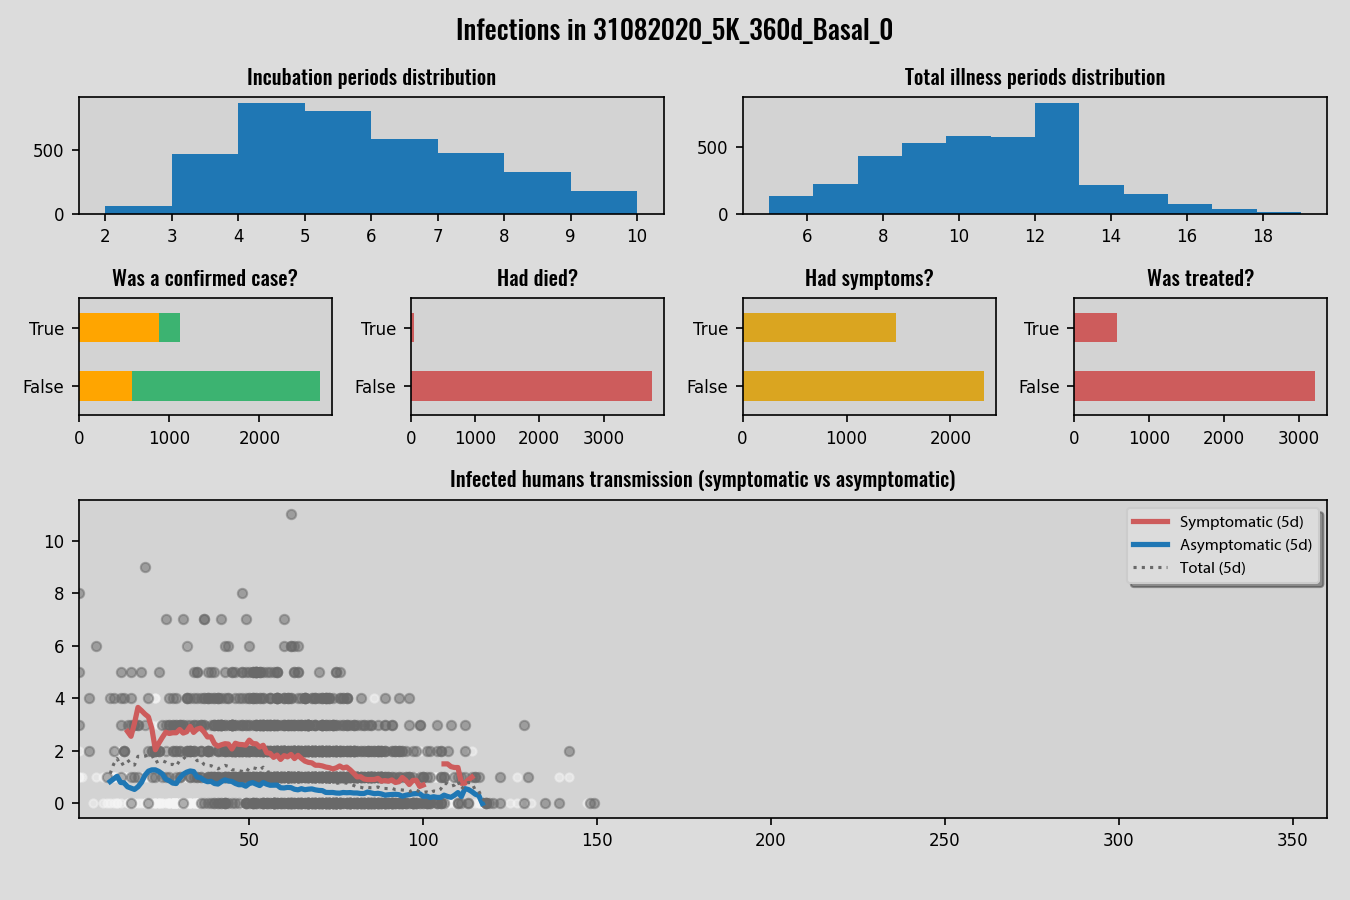 Infections in 31082020_5K_360d_Basal_0
Incubation periods distribution
500
0
2 3 4 5 6 7 8 9 10
Total illness periods distribution
500
0
6 8 10 12 14 16 18
Was a confirmed case?
True
False
0 1000 2000
Had died?
True
False
0 1000 2000 3000
Had symptoms?
True
False
0 1000 2000
Was treated?
True
False
0 1000 2000 3000
Infected humans transmission (symptomatic vs asymptomatic)
Symptomatic (5d)
Asymptomatic (5d)
Total (5d)
10
8
6
4
2
0
50 100 150 200 250 300 350